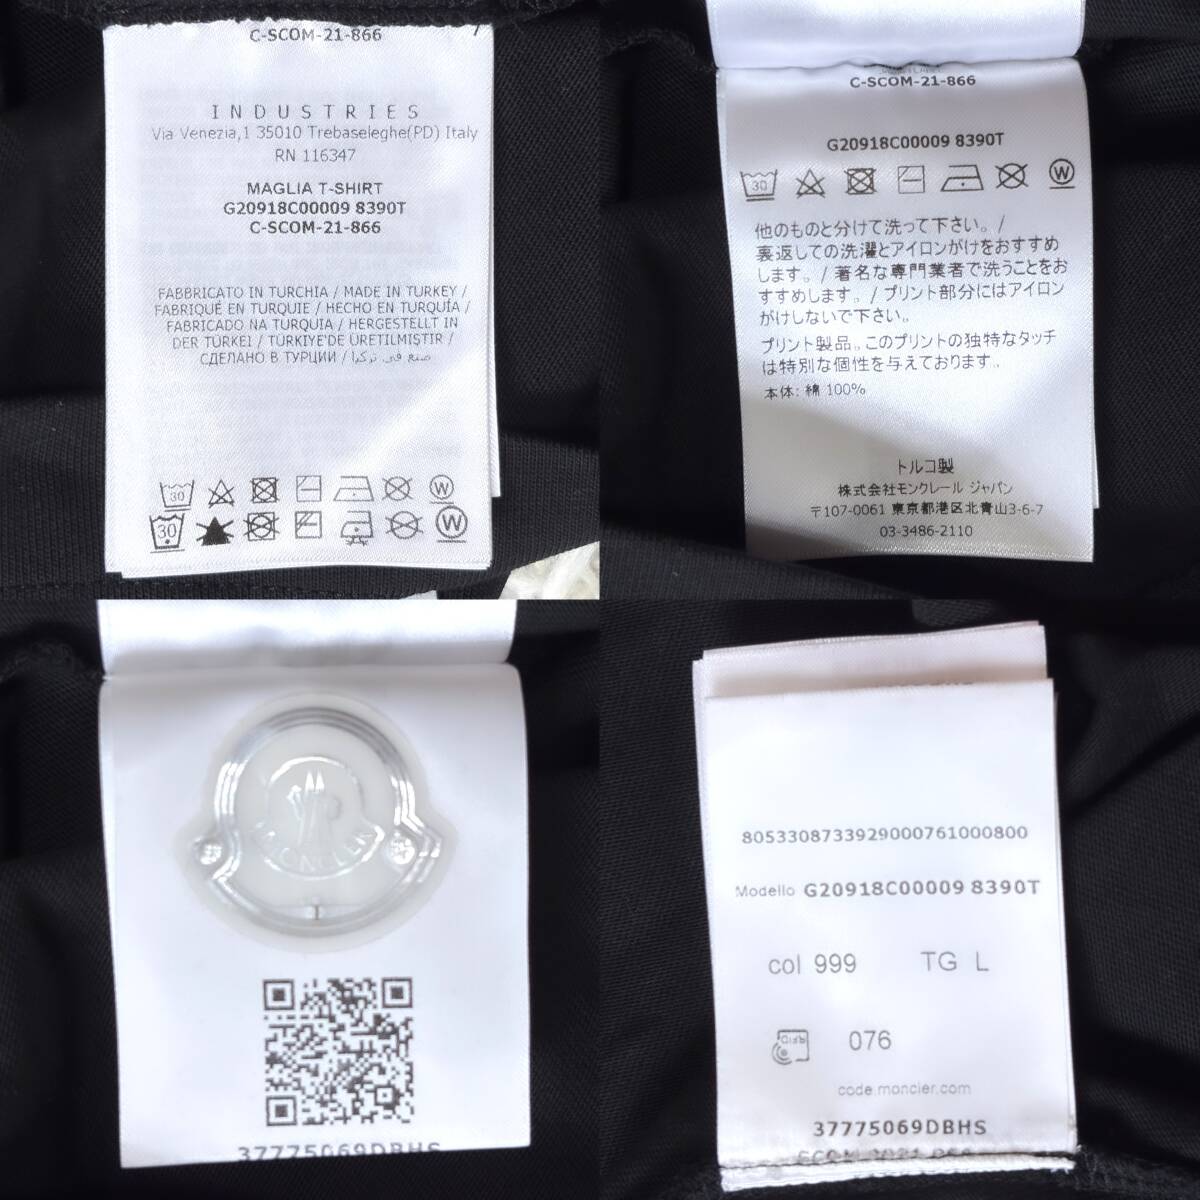 C-SCOM-21-866
INDUSTRIES
Via Venezia,1 35010 Trebaseleghe(PD) Italy
RN 116347
MAGLIA T-SHIRT
G20918C00009 8390T
C-SCOM-21-866
FABBRICATO IN TURCHIA / MADE IN TURKEY /
FABRIQUÉ EN TURQUIE / HECHO EN TURQUÍA /
FABRICADO NA TURQUIA / HERGESTELLT IN
DER TÜRKEI / TÜRKIYE'DE ÜRETILMIŞTIR /
СДЕЛАНО В ТУРЦИИ / صنع في تركيا
30
W
30
W
C-SCOM-21-866
G20918C00009 8390T
30
W
他のものと分けて洗って下さい。/
裏返しての洗濯とアイロンがけをおすすめ
します。/ 著名な専門業者で洗うことをお
すすめします。/ プリント部分にはアイロン
がけしないで下さい。
プリント製品。このプリントの独特なタッチ
は特別な個性を与えております。
本体: 綿 100%
トルコ製
株式会社モンクレール ジャパン
〒107-0061 東京都港区北青山3-6-7
03-3486-2110
MONCLER
37775069DBHS
8053308733929000761000800
Modello G20918C00009 8390T
col 999 TG L
RFID 076
code.moncler.com
37775069DBHS